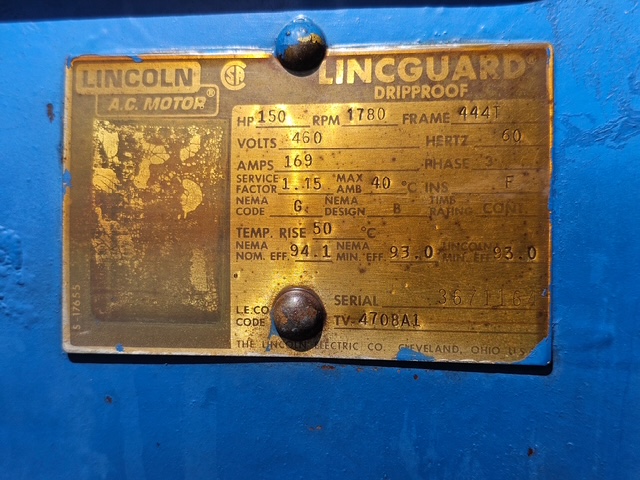 LINCOLN
A.C. MOTOR®
LINCGUARD®
DRIPPROOF
HP 150 RPM 1780 FRAME 444T
VOLTS 460 HERTZ 60
AMPS 169 PHASE 3
SERVICE FACTOR 1.15 MAX AMB 40 °C INS F
NEMA CODE G NEMA DESIGN B TIME RATING CONT
TEMP. RISE 50 °C
NEMA NOM. EFF. 94.1 NEMA MIN. EFF. 93.0 LINCOLN MIN. EFF. 93.0
SERIAL
L.E.CO. CODE TV-4708A1
THE LINCOLN ELECTRIC CO. CLEVELAND, OHIO U.S.
S 17655